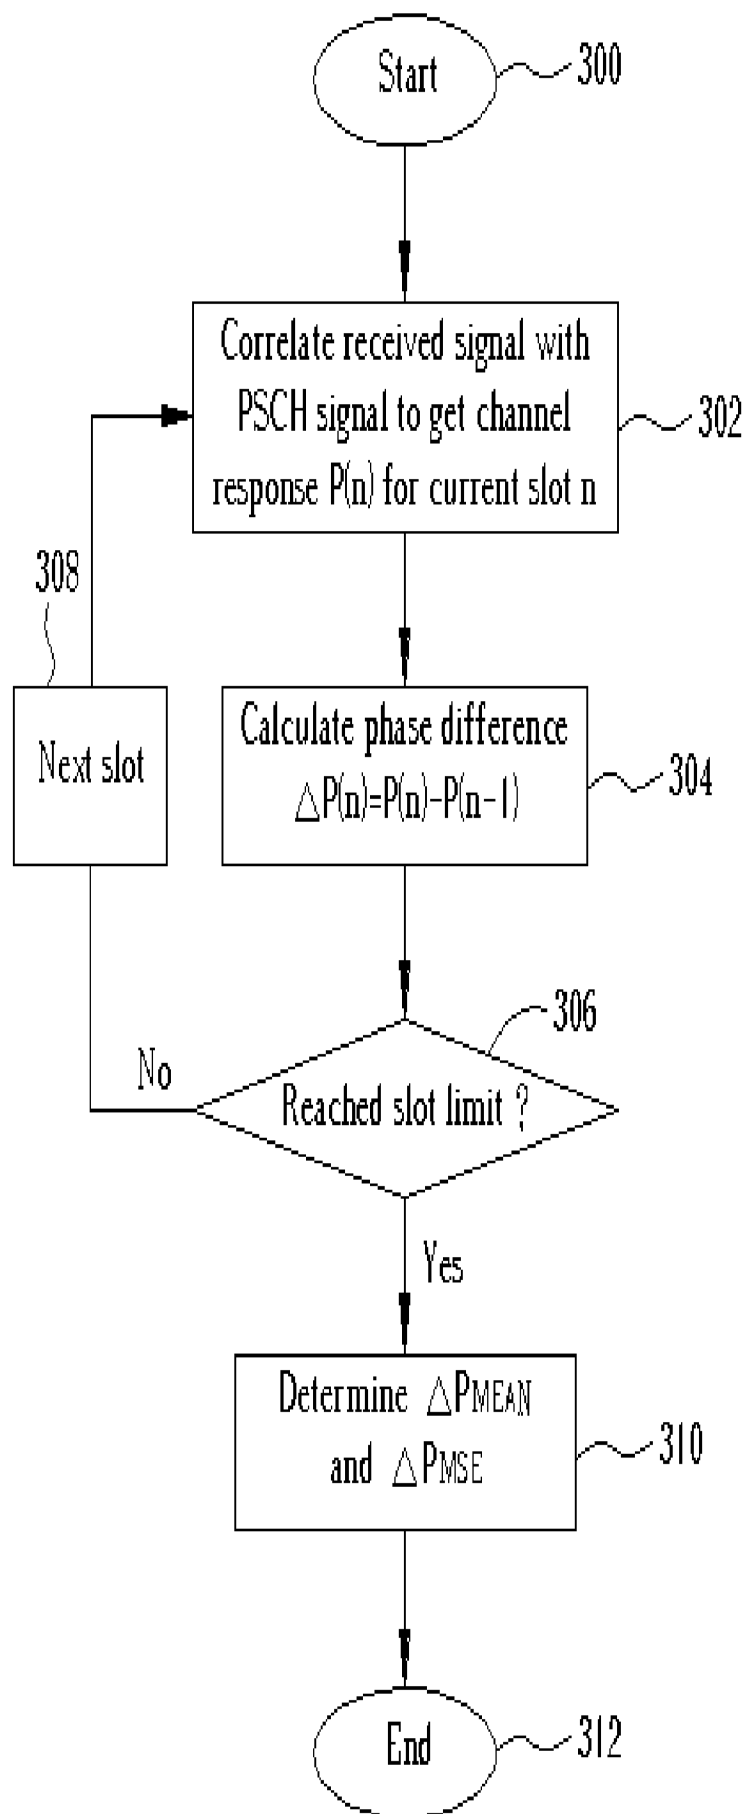 Start
300
Correlate received signal with
PSCH signal to get channel
response P(n) for current slot n
302
308
Next slot
Calculate phase difference
△P(n)=P(n)-P(n-1)
304
306
No
Reached slot limit ?
Yes
Determine △PMEAN
and △PMSE
310
End
312